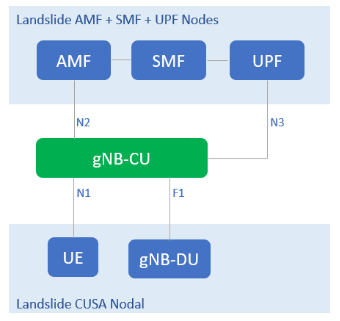 Landslide AMF + SMF + UPF Nodes
AMF
SMF
UPF
N2
N3
gNB-CU
N1
F1
UE
gNB-DU
Landslide CUSA Nodal